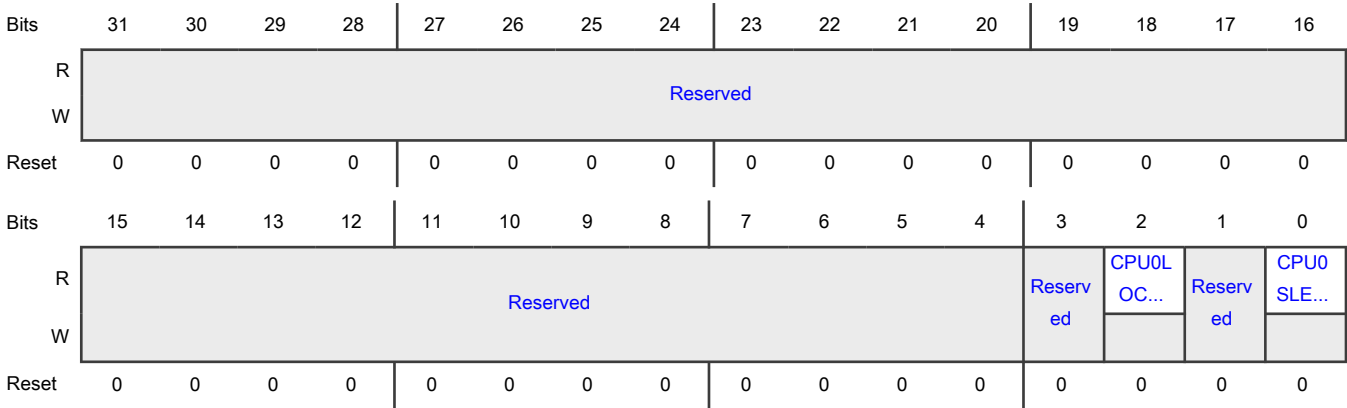 Bits 31 30 29 28 27 26 25 24 23 22 21 20 19 18 17 16
R
Reserved
W
Reset 0 0 0 0 0 0 0 0 0 0 0 0 0 0 0 0
Bits 15 14 13 12 11 10 9 8 7 6 5 4 3 2 1 0
R
Reserved
Reserv
ed
CPU0L
OC...
Reserv
ed
CPU0
SLE...
W
Reset 0 0 0 0 0 0 0 0 0 0 0 0 0 0 0 0